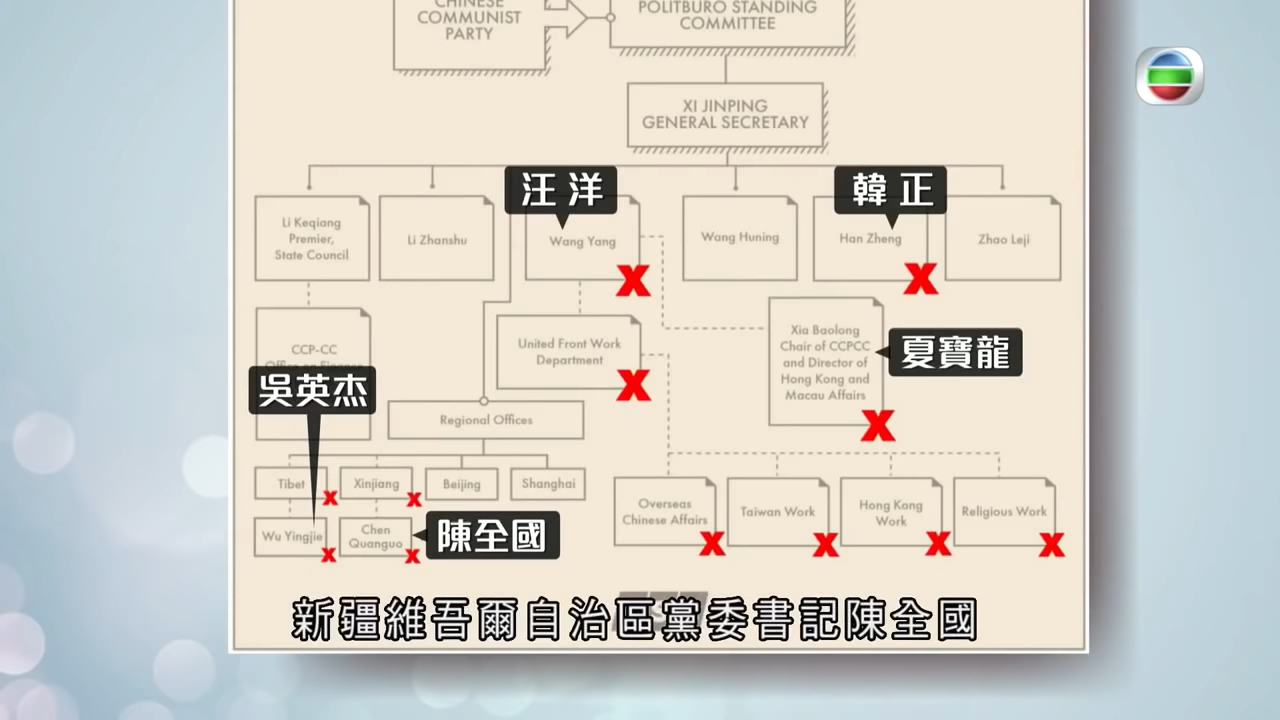 CHINESE
COMMUNIST
PARTY
POLITBURO STANDING
COMMITTEE
XI JINPING
GENERAL SECRETARY
汪洋
韓正
Li Keqiang
Premier,
State Council
Li Zhanshu
Wang Yang
X
Wang Huning
Han Zheng
X
Zhao Leji
CCP-CC
吳英杰
United Front Work
Department
X
Xia Baolong
Chair of CCPCC
and Director of
Hong Kong and
Macau Affairs
X
夏寶龍
Regional Offices
Tibet
X
Xinjiang
X
Beijing
Shanghai
Wu Yingjie
X
Chen
Quanguo
X
陳全國
Overseas
Chinese Affairs
X
Taiwan Work
X
Hong Kang
Work
X
Religious Work
X
新疆維吾爾自治區黨委書記陳全國